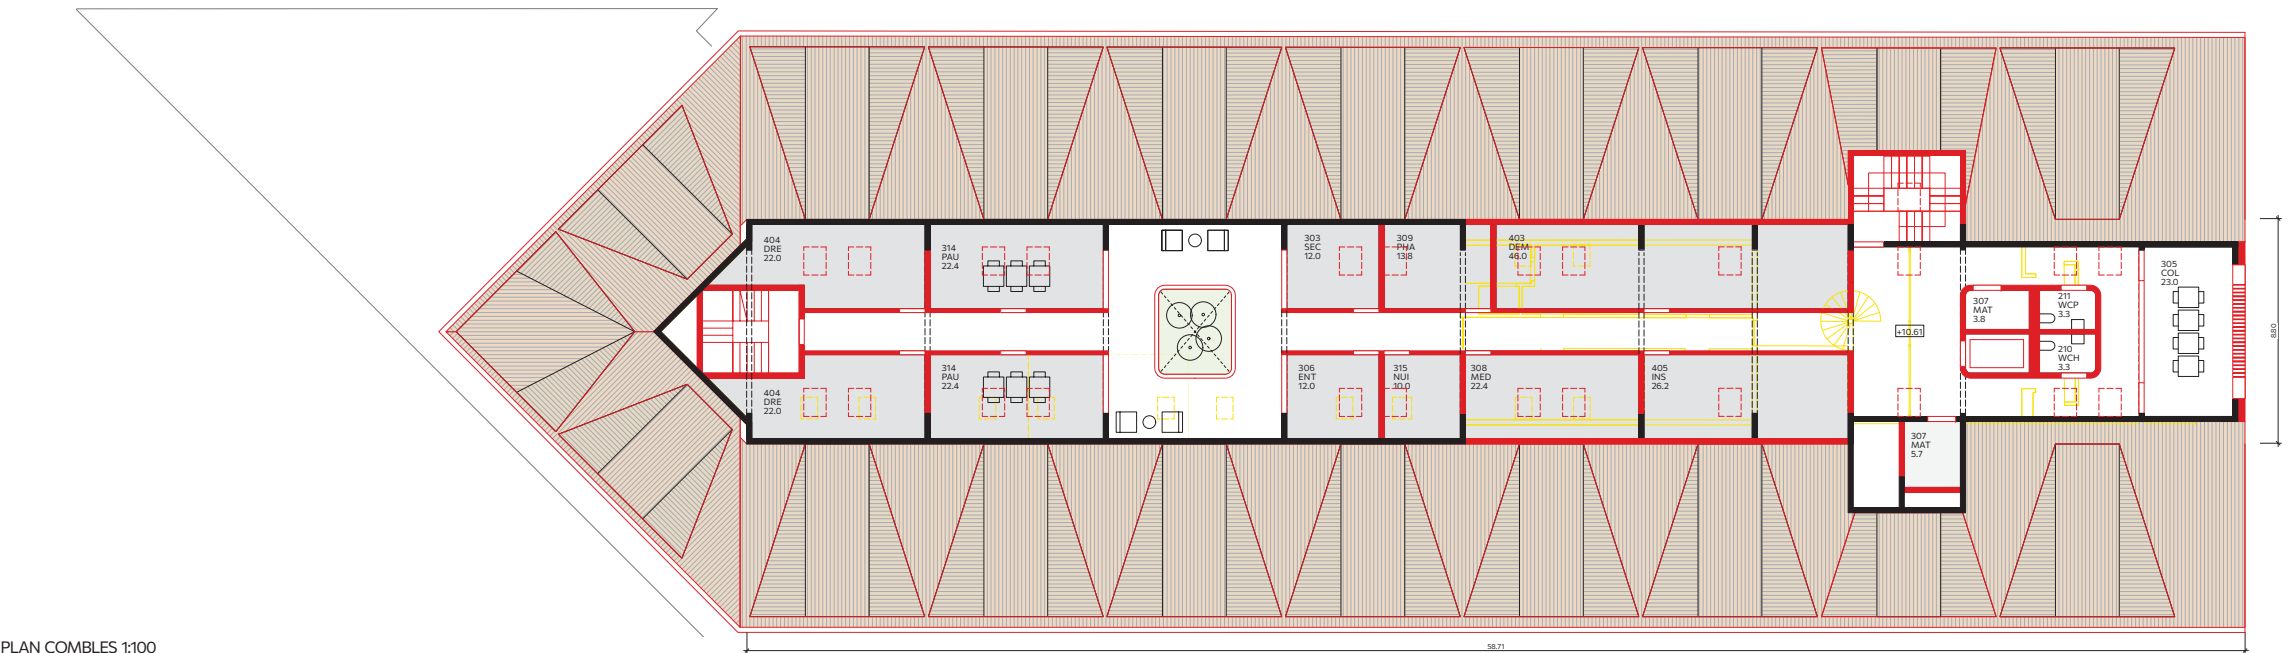 404
DRE
22.0
314
PAU
22.4
303
SEC
12.0
309
PHA
13.8
403
DEM
46.0
305
COL
23.0
307
MAT
3.8
211
WCP
3.3
+10.61
210
WCH
3.3
8.80
404
DRE
22.0
314
PAU
22.4
306
ENT
12.0
315
NUI
10.0
308
MED
22.4
405
INS
26.2
307
MAT
5.7
PLAN COMBLES 1:100
58.71